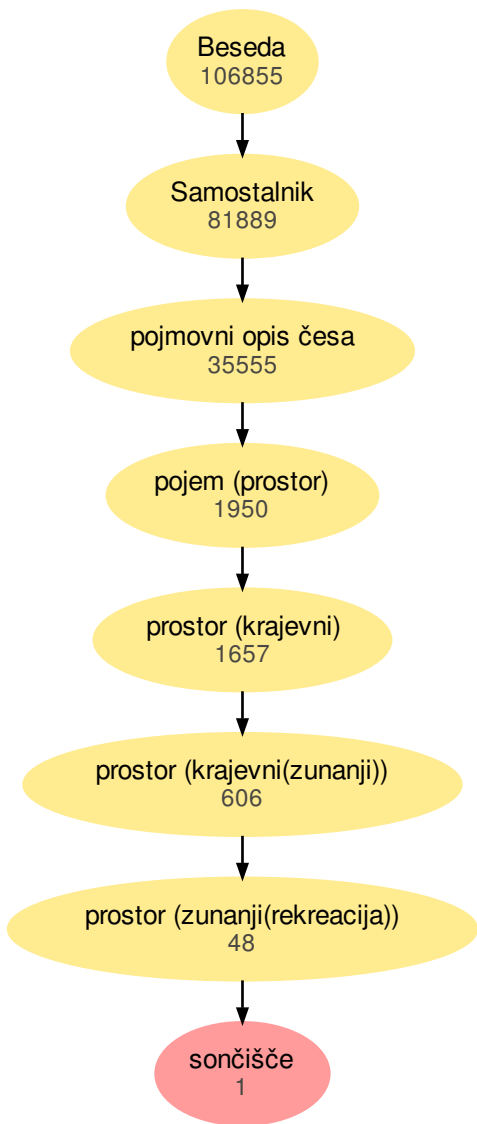 Beseda
106855
Samostalnik
81889
pojmovni opis česa
35555
pojem (prostor)
1950
prostor (krajevni)
1657
prostor (krajevni(zunanji))
606
prostor (zunanji(rekreacija))
48
sončišče
1